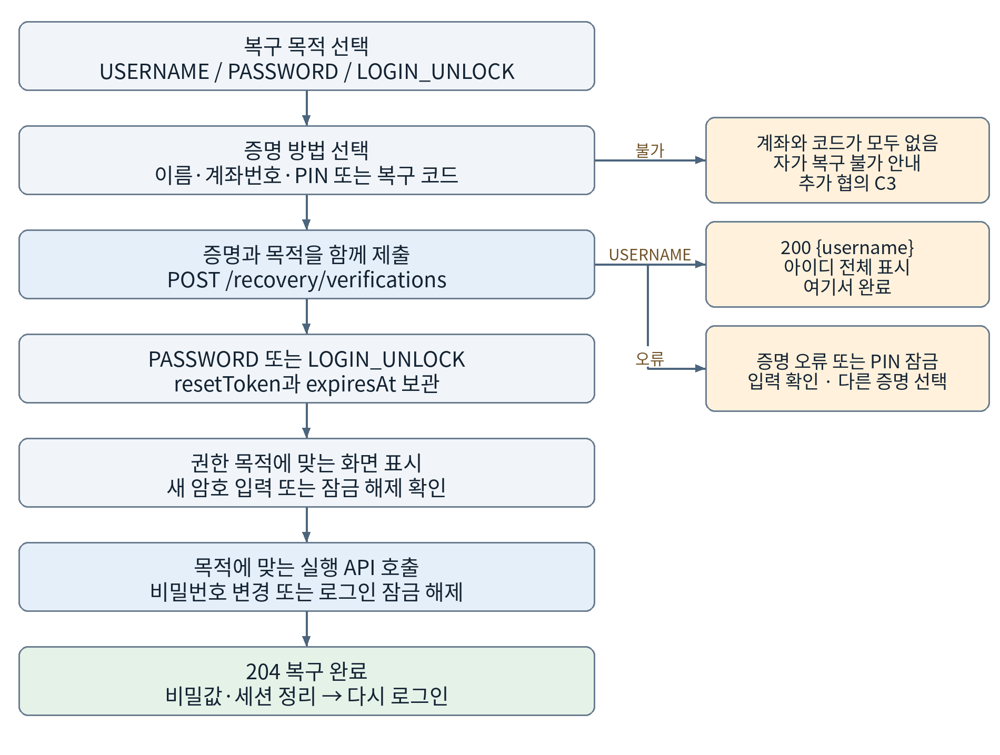 복구 목적 선택
USERNAME / PASSWORD / LOGIN_UNLOCK
증명 방법 선택
이름·계좌번호·PIN 또는 복구 코드
불가
계좌와 코드가 모두 없음
자가 복구 불가 안내
추가 협의 C3
증명과 목적을 함께 제출
POST /recovery/verifications
USERNAME
200 {username}
아이디 전체 표시
여기서 완료
오류
증명 오류 또는 PIN 잠금
입력 확인 · 다른 증명 선택
PASSWORD 또는 LOGIN_UNLOCK
resetToken과 expiresAt 보관
권한 목적에 맞는 화면 표시
새 암호 입력 또는 잠금 해제 확인
목적에 맞는 실행 API 호출
비밀번호 변경 또는 로그인 잠금 해제
204 복구 완료
비밀값·세션 정리 → 다시 로그인